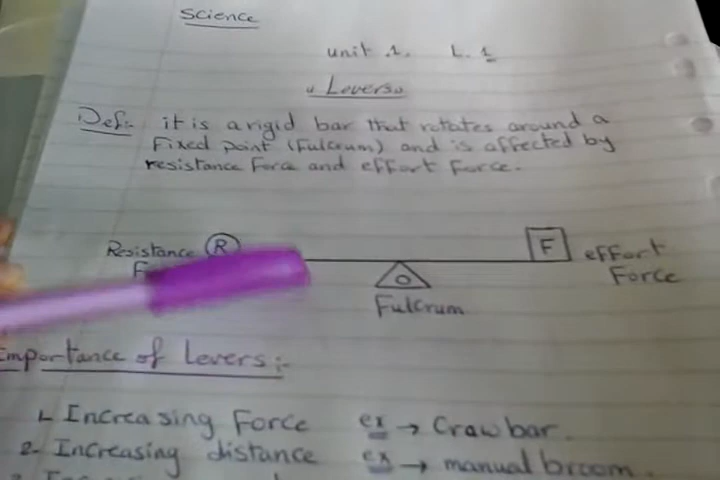 Science
unit .1. L. 1
"Levers"
Def:- it is a rigid bar that rotates around a
Fixed point (Fulcrum) and is affected by
resistance Force and effort Force.
Resistance R F effort
Force
Fulcrum
Importance of Levers:-
1- Increasing Force ex → Crowbar.
2- Increasing distance ex → manual broom.